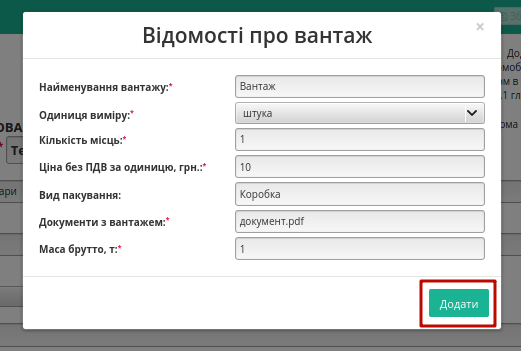 Відомості про вантаж
×
Найменування вантажу:*
Вантаж
Одиниця виміру:*
штука
Кількість місць:*
1
Ціна без ПДВ за одиницю, грн.:*
10
Вид пакування:
Коробка
Документи з вантажем:*
документ.pdf
Маса брутто, т:*
1
Додати